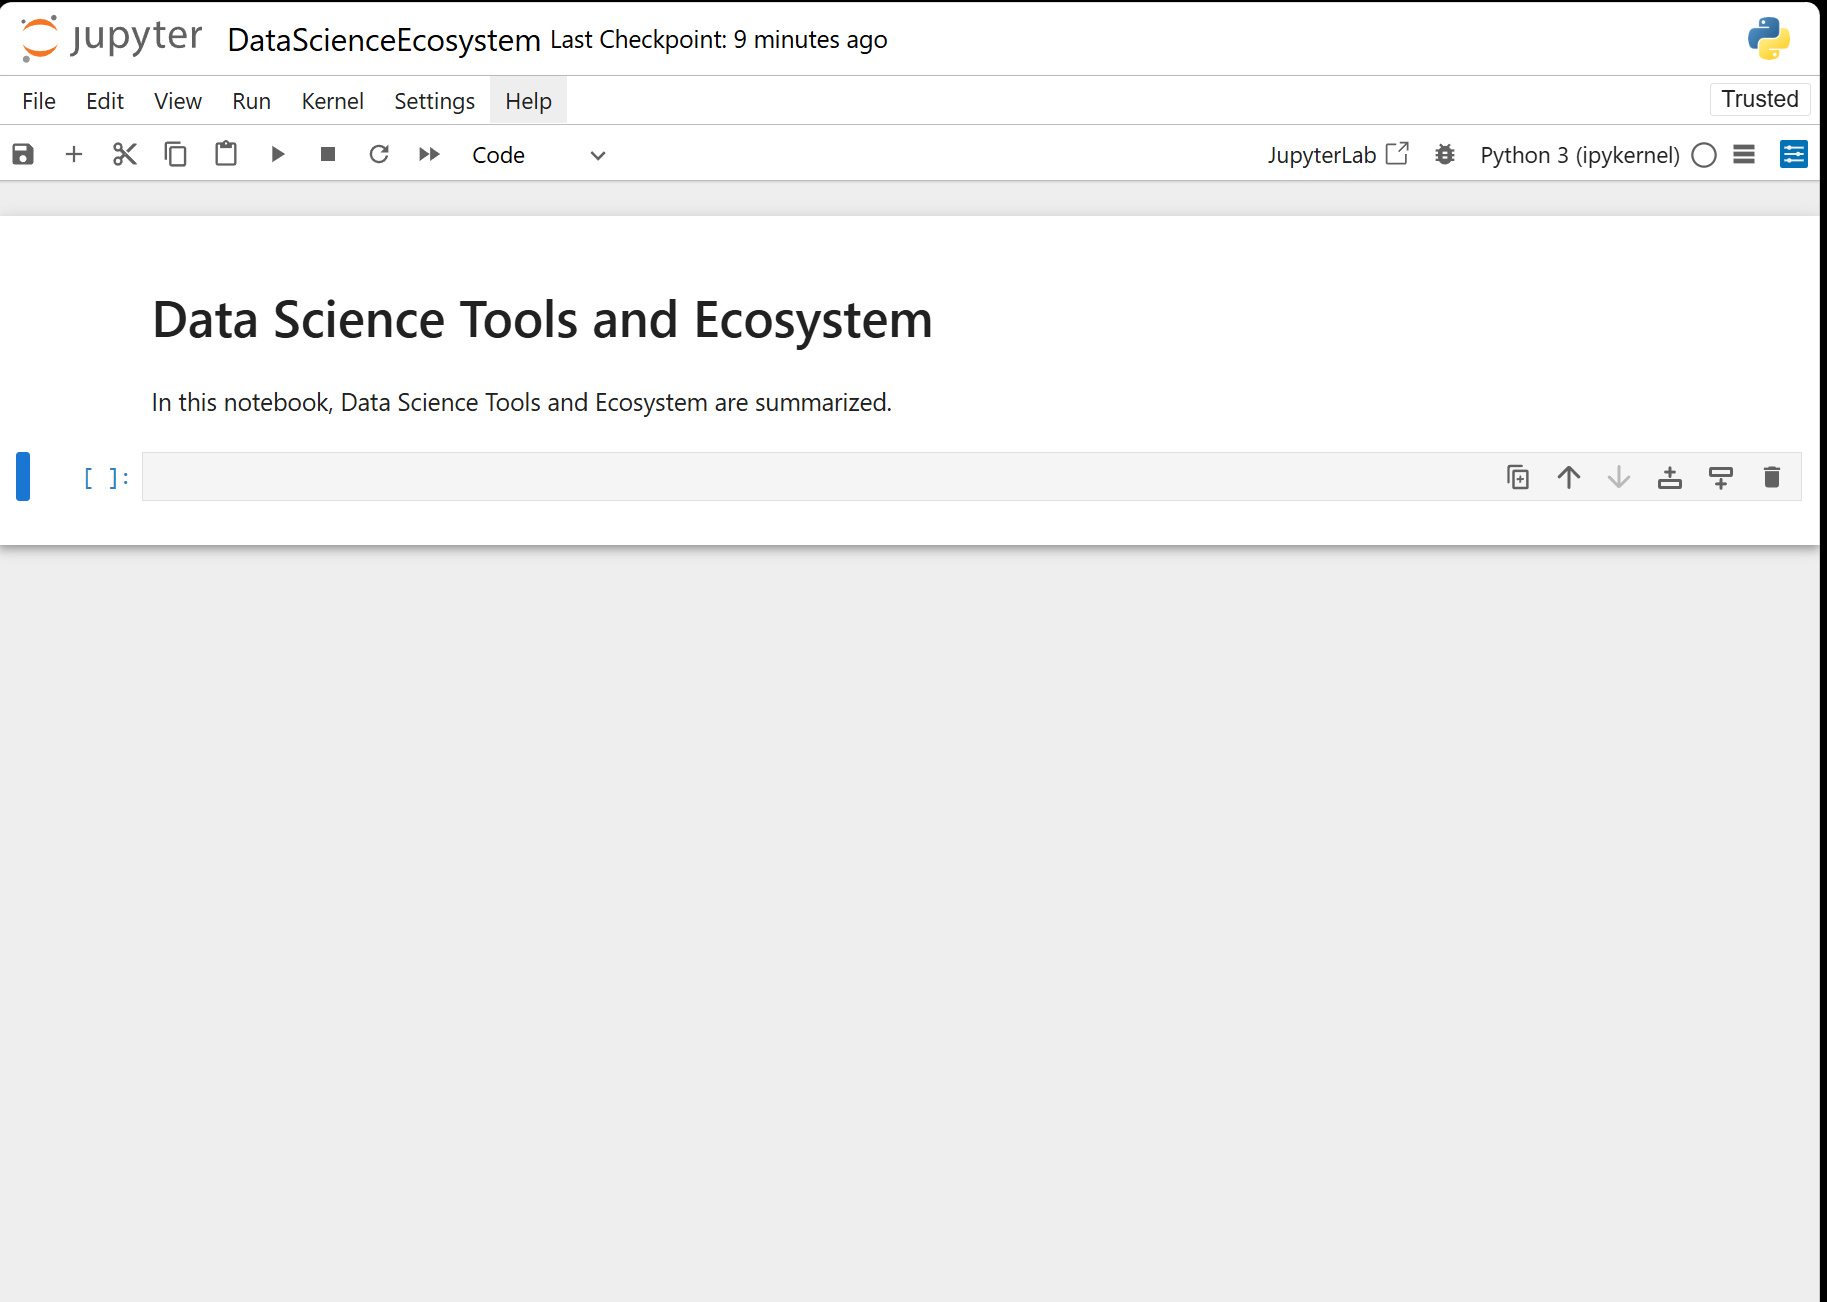 jupyter DataScienceEcosystem Last Checkpoint: 9 minutes ago
File Edit View Run Kernel Settings Help Trusted
Code JupyterLab Python 3 (ipykernel)
Data Science Tools and Ecosystem
In this notebook, Data Science Tools and Ecosystem are summarized.
[ ]: